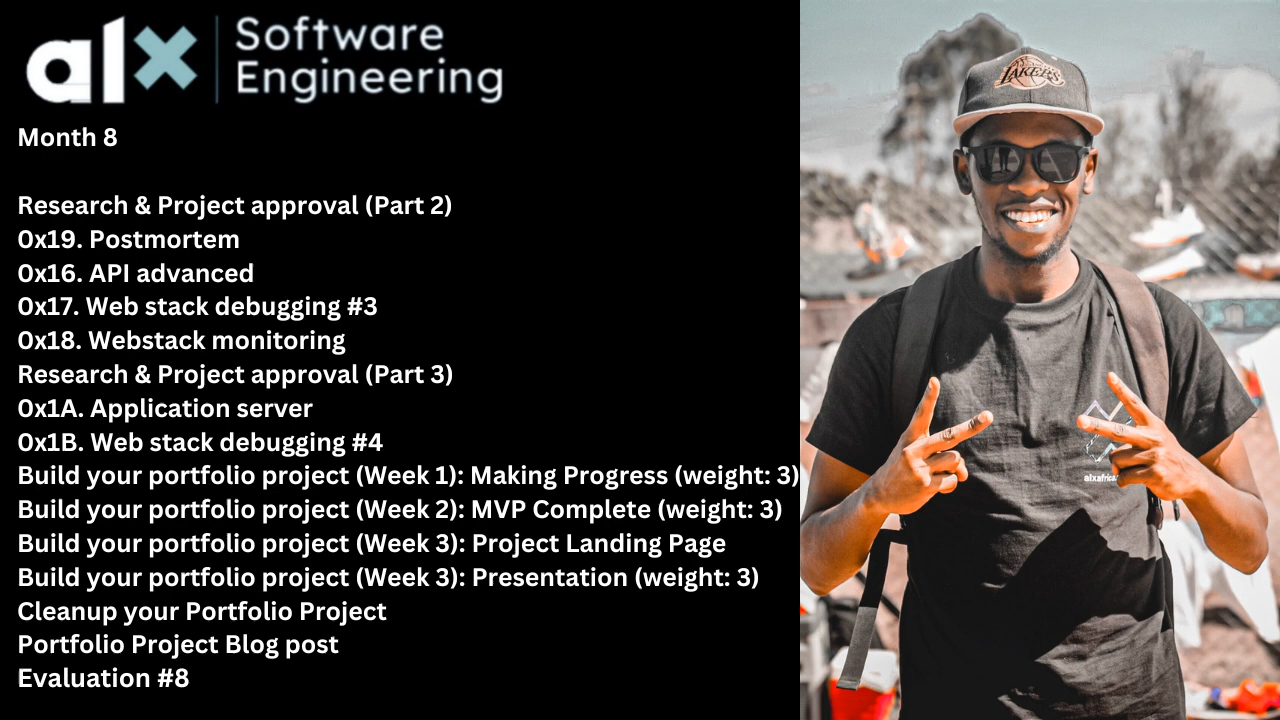 alx Software
Engineering
Month 8
Research & Project approval (Part 2)
0x19. Postmortem
0x16. API advanced
0x17. Web stack debugging #3
0x18. Webstack monitoring
Research & Project approval (Part 3)
0x1A. Application server
0x1B. Web stack debugging #4
Build your portfolio project (Week 1): Making Progress (weight: 3)
Build your portfolio project (Week 2): MVP Complete (weight: 3)
Build your portfolio project (Week 3): Project Landing Page
Build your portfolio project (Week 3): Presentation (weight: 3)
Cleanup your Portfolio Project
Portfolio Project Blog post
Evaluation #8
LAKERS